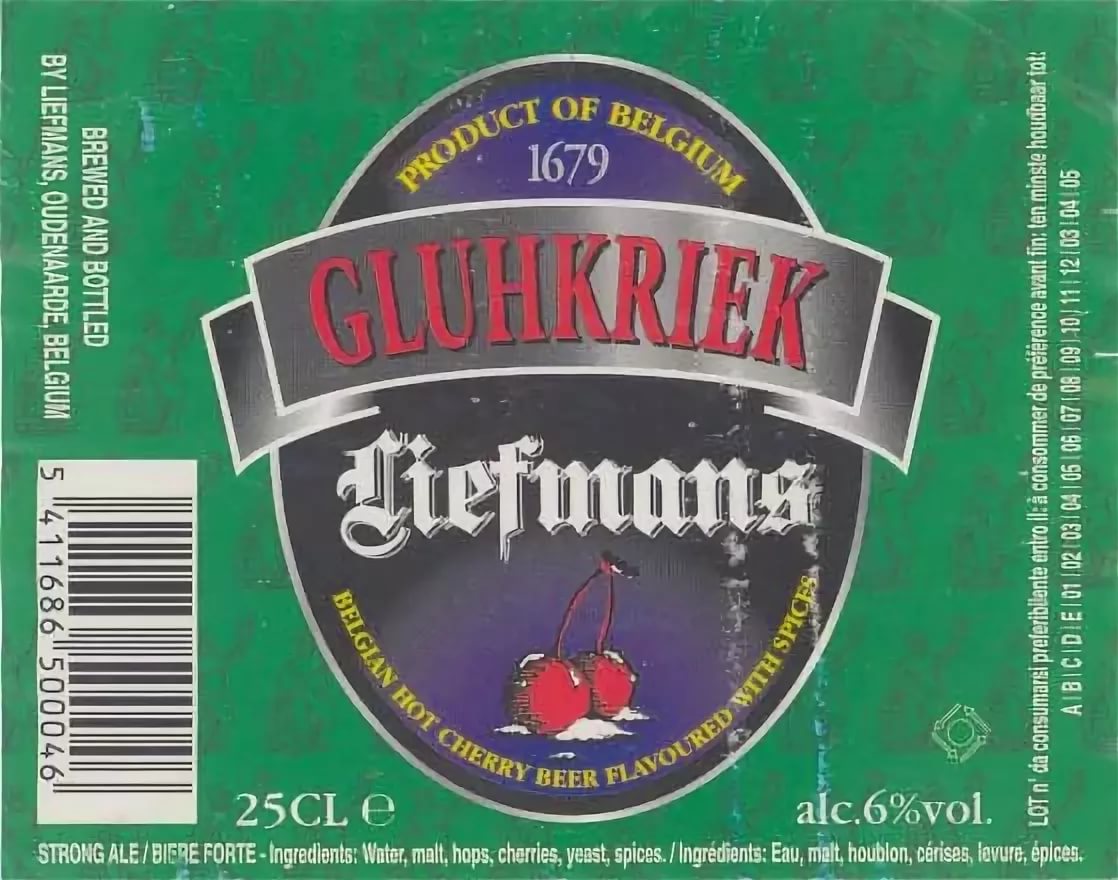 PRODUCT OF BELGIUM
1679
GLUHKRIEK
Liefmans
BELGIAN HOT CHERRY BEER FLAVOURED WITH SPICES
25CL e
alc.6%vol.
STRONG ALE / BIERE FORTE - Ingredients: Water, malt, hops, cherries, yeast, spices. / Ingrédients: Eau, malt, houblon, cérises, levure, épices.
BREWED AND BOTTLED
BY LIEFMANS, OUDENAARDE, BELGIUM
5 411686 500046
LOT n° da consumarsi preferibilente entro il: à consommer de préférence avant fin: ten minste houdbaar tot:
A | B | C | D | E | 01 | 02 | 03 | 04 | 05 | 06 | 07 | 08 | 09 | 10 | 11 | 12 | 03 | 04 | 05